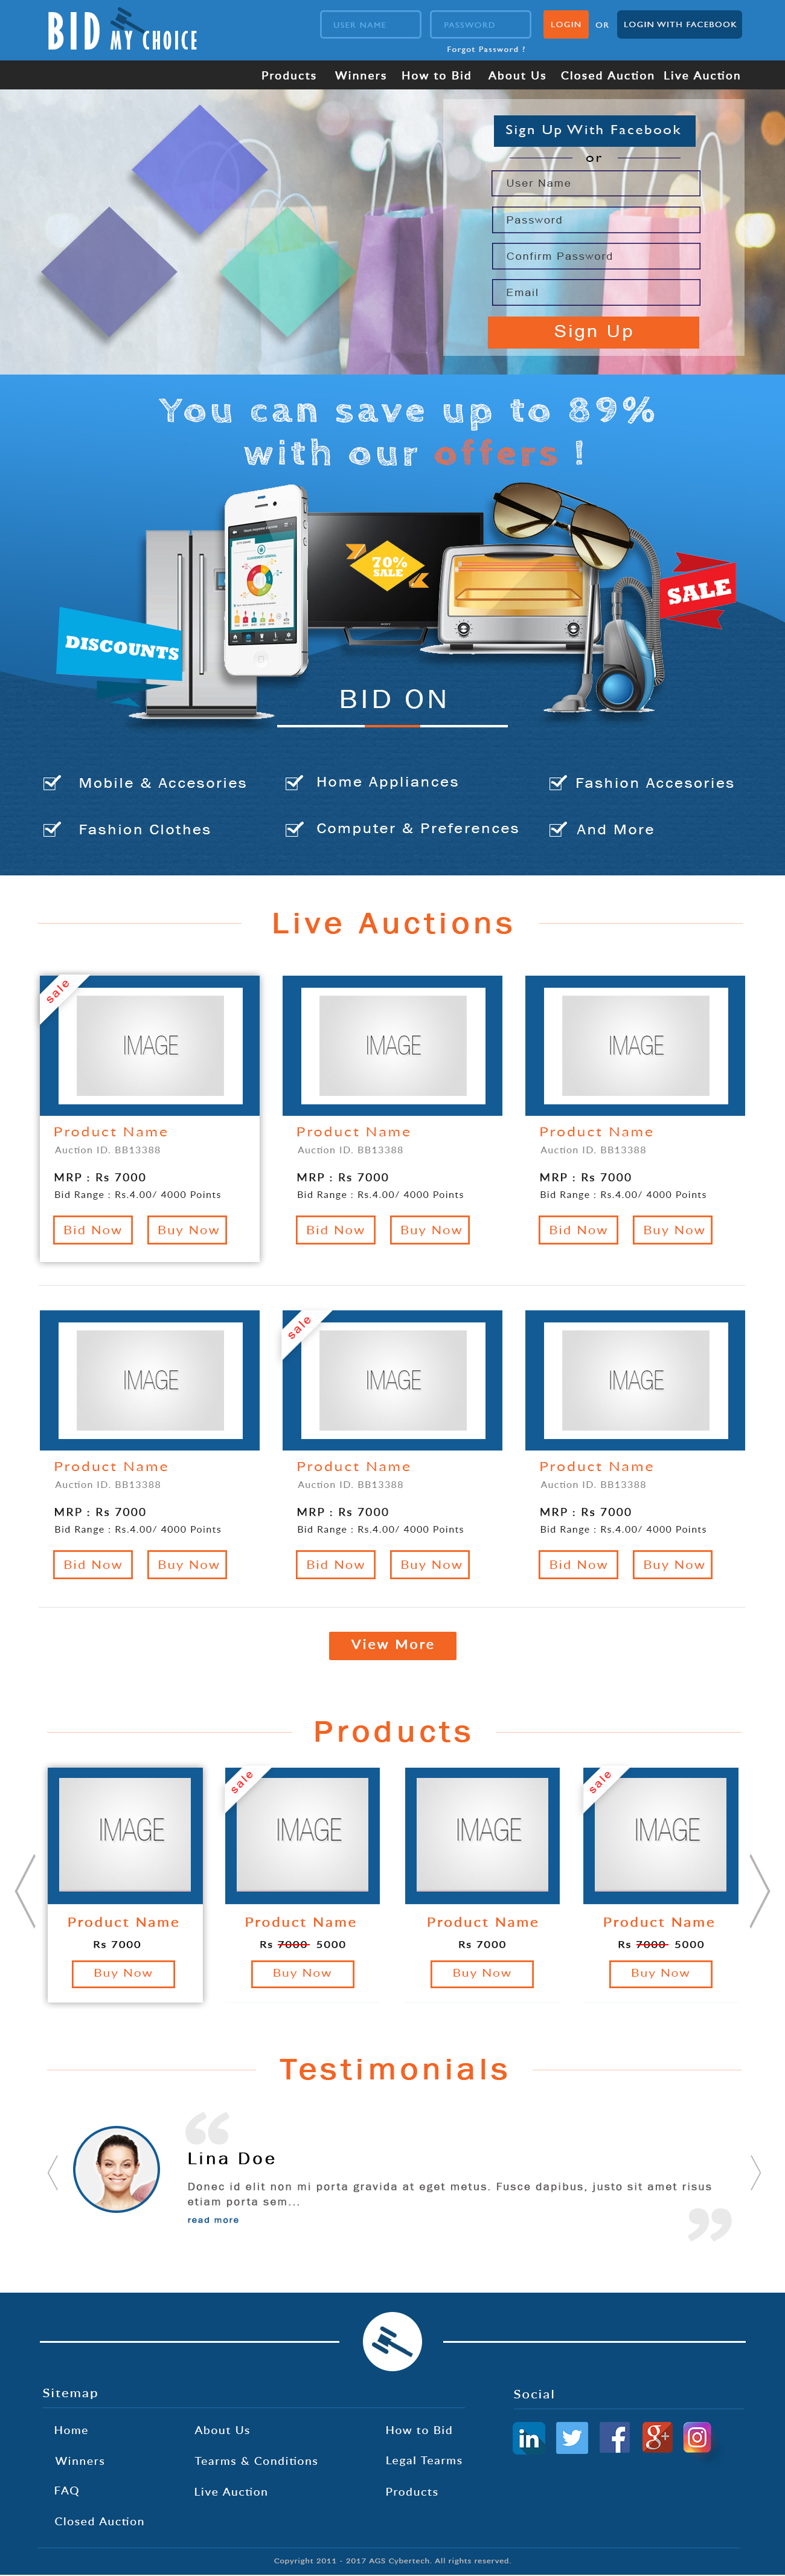 BID MY CHOICE
USER NAME PASSWORD LOGIN OR LOGIN WITH FACEBOOK
Forgot Password ?
Products Winners How to Bid About Us Closed Auction Live Auction
Sign Up With Facebook
or
User Name
Password
Confirm Password
Email
Sign Up
You can save up to 89%
with our offers !
70%
SALE
SALE
DISCOUNTS
SONY
BID ON
Mobile & Accesories Home Appliances Fashion Accesories
Fashion Clothes Computer & Preferences And More
Live Auctions
sale
IMAGE IMAGE IMAGE
Product Name Product Name Product Name
Auction ID. BB13388 Auction ID. BB13388 Auction ID. BB13388
MRP : Rs 7000 MRP : Rs 7000 MRP : Rs 7000
Bid Range : Rs.4.00/ 4000 Points Bid Range : Rs.4.00/ 4000 Points Bid Range : Rs.4.00/ 4000 Points
Bid Now Buy Now Bid Now Buy Now Bid Now Buy Now
sale
IMAGE IMAGE IMAGE
Product Name Product Name Product Name
Auction ID. BB13388 Auction ID. BB13388 Auction ID. BB13388
MRP : Rs 7000 MRP : Rs 7000 MRP : Rs 7000
Bid Range : Rs.4.00/ 4000 Points Bid Range : Rs.4.00/ 4000 Points Bid Range : Rs.4.00/ 4000 Points
Bid Now Buy Now Bid Now Buy Now Bid Now Buy Now
View More
Products
sale sale
IMAGE IMAGE IMAGE IMAGE
Product Name Product Name Product Name Product Name
Rs 7000 Rs 7000 5000 Rs 7000 Rs 7000 5000
Buy Now Buy Now Buy Now Buy Now
Testimonials
“
Lina Doe
Donec id elit non mi porta gravida at eget metus. Fusce dapibus, justo sit amet risus
etiam porta sem...
read more
”
Sitemap Social
Home About Us How to Bid
in f g+
Winners Tearms & Conditions Legal Tearms
FAQ Live Auction Products
Closed Auction
Copyright 2011 - 2017 AGS Cybertech. All rights reserved.